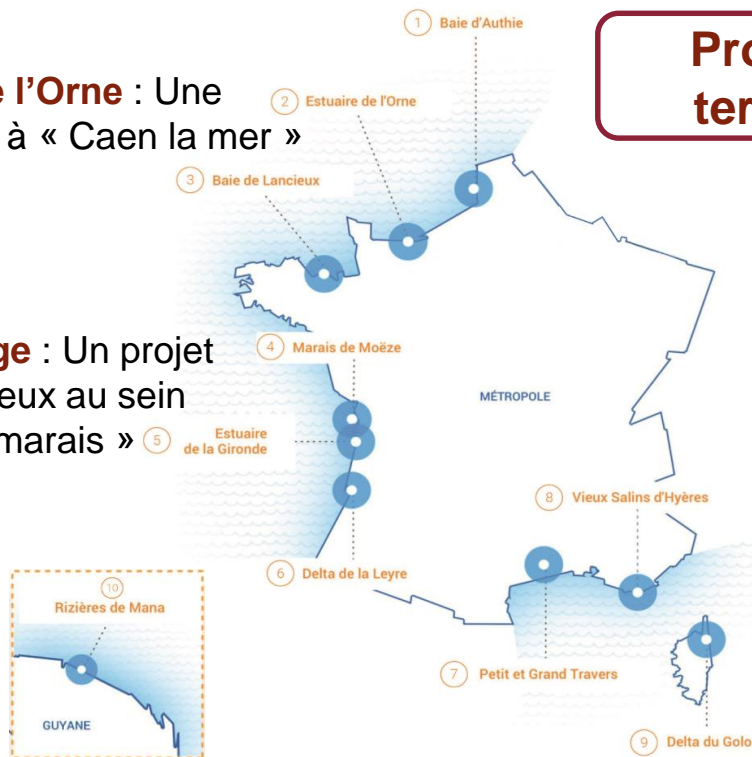 1 Baie d'Authie
e l'Orne : Une
à « Caen la mer »
2 Estuaire de l'Orne
3 Baie de Lancieux
ge : Un projet
eux au sein
marais »
4 Marais de Moëze
MÉTROPOLE
5 Estuaire
de la Gironde
8 Vieux Salins d'Hyères
6 Delta de la Leyre
10
Rizières de Mana
GUYANE
7 Petit et Grand Travers
9 Delta du Golo
Pro
ter